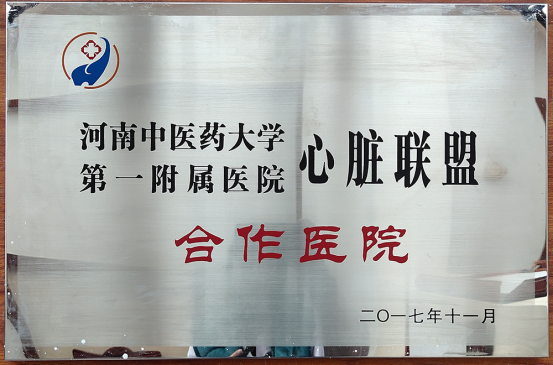 河南中医药大学
第一附属医院
心脏联盟
合作医院
二〇一七年十一月